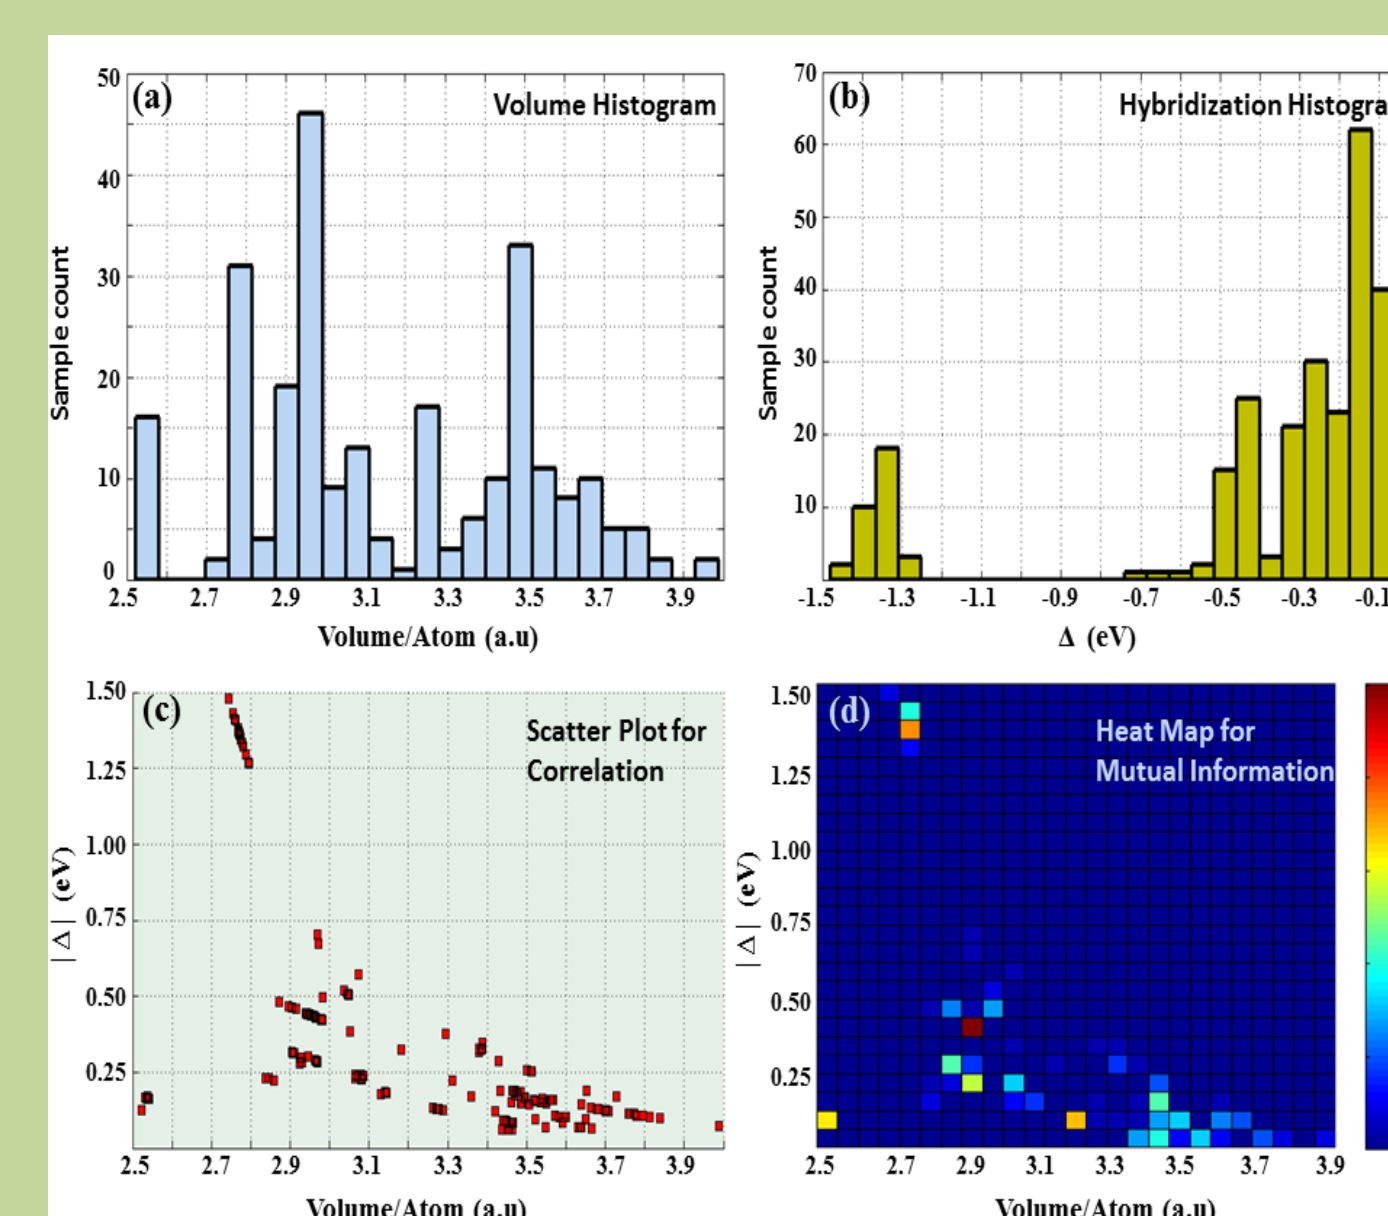 (a)
Volume Histogram
50
40
30
20
10
0
Sample count
2.5 2.7 2.9 3.1 3.3 3.5 3.7 3.9
Volume/Atom (a.u)
(b)
Hybridization Histogra
70
60
50
40
30
20
10
Sample count
-1.5 -1.3 -1.1 -0.9 -0.7 -0.5 -0.3 -0.1
Δ (eV)
(c)
Scatter Plot for
Correlation
1.50
1.25
1.00
0.75
0.50
0.25
|Δ| (eV)
2.5 2.7 2.9 3.1 3.3 3.5 3.7 3.9
Volume/Atom (a.u)
(d)
Heat Map for
Mutual Information
1.50
1.25
1.00
0.75
0.50
0.25
|Δ| (eV)
2.5 2.7 2.9 3.1 3.3 3.5 3.7 3.9
Volume/Atom (a.u)